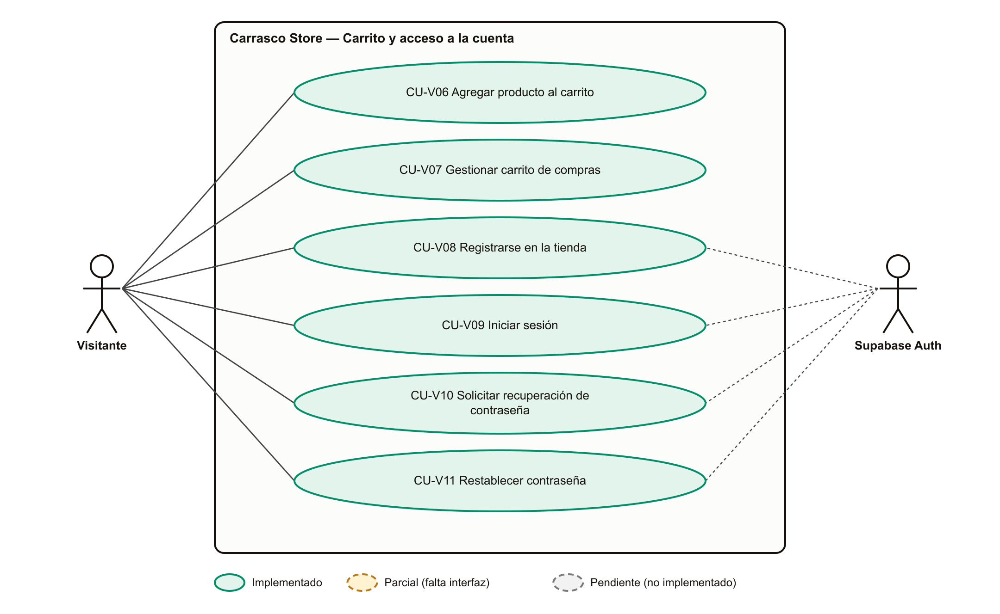 Carrasco Store — Carrito y acceso a la cuenta
CU-V06 Agregar producto al carrito
CU-V07 Gestionar carrito de compras
CU-V08 Registrarse en la tienda
CU-V09 Iniciar sesión
Visitante
Supabase Auth
CU-V10 Solicitar recuperación de
contraseña
CU-V11 Restablecer contraseña
Implementado
Parcial (falta interfaz)
Pendiente (no implementado)